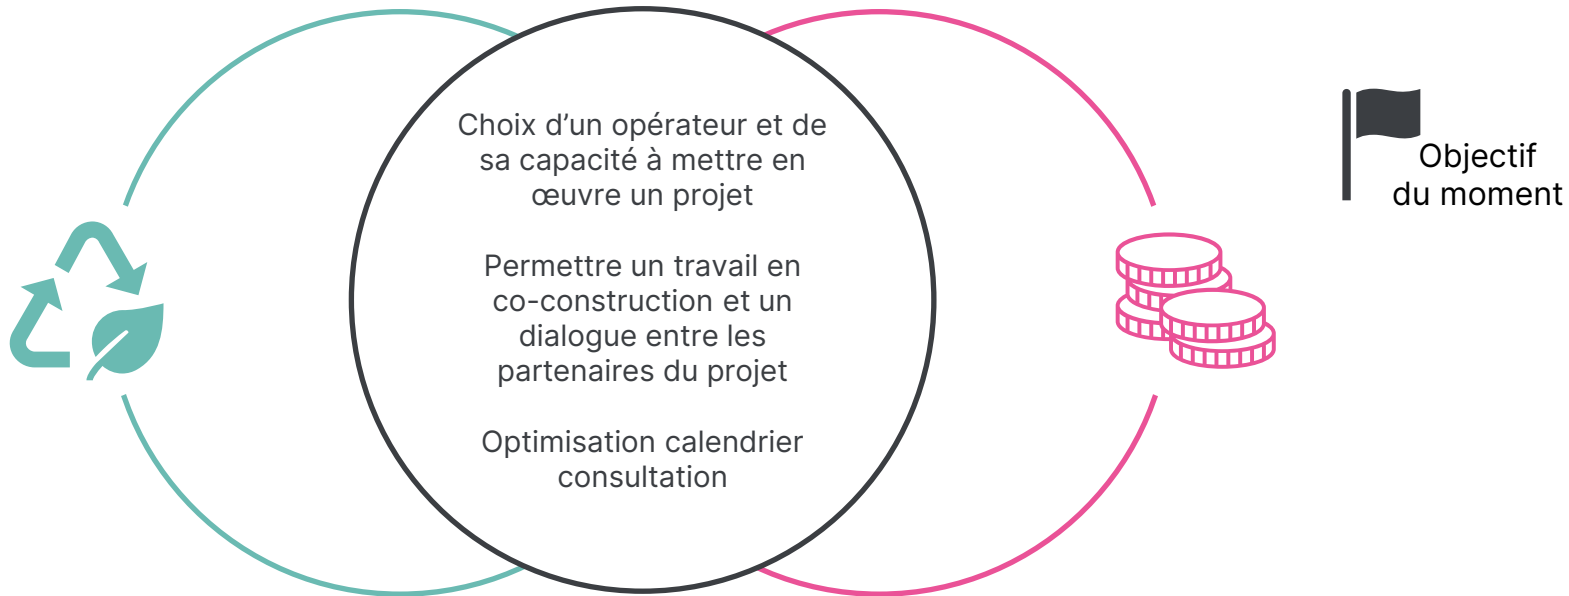 Choix d’un opérateur et de
sa capacité à mettre en
œuvre un projet
Permettre un travail en
co-construction et un
dialogue entre les
partenaires du projet
Optimisation calendrier
consultation
Objectif
du moment